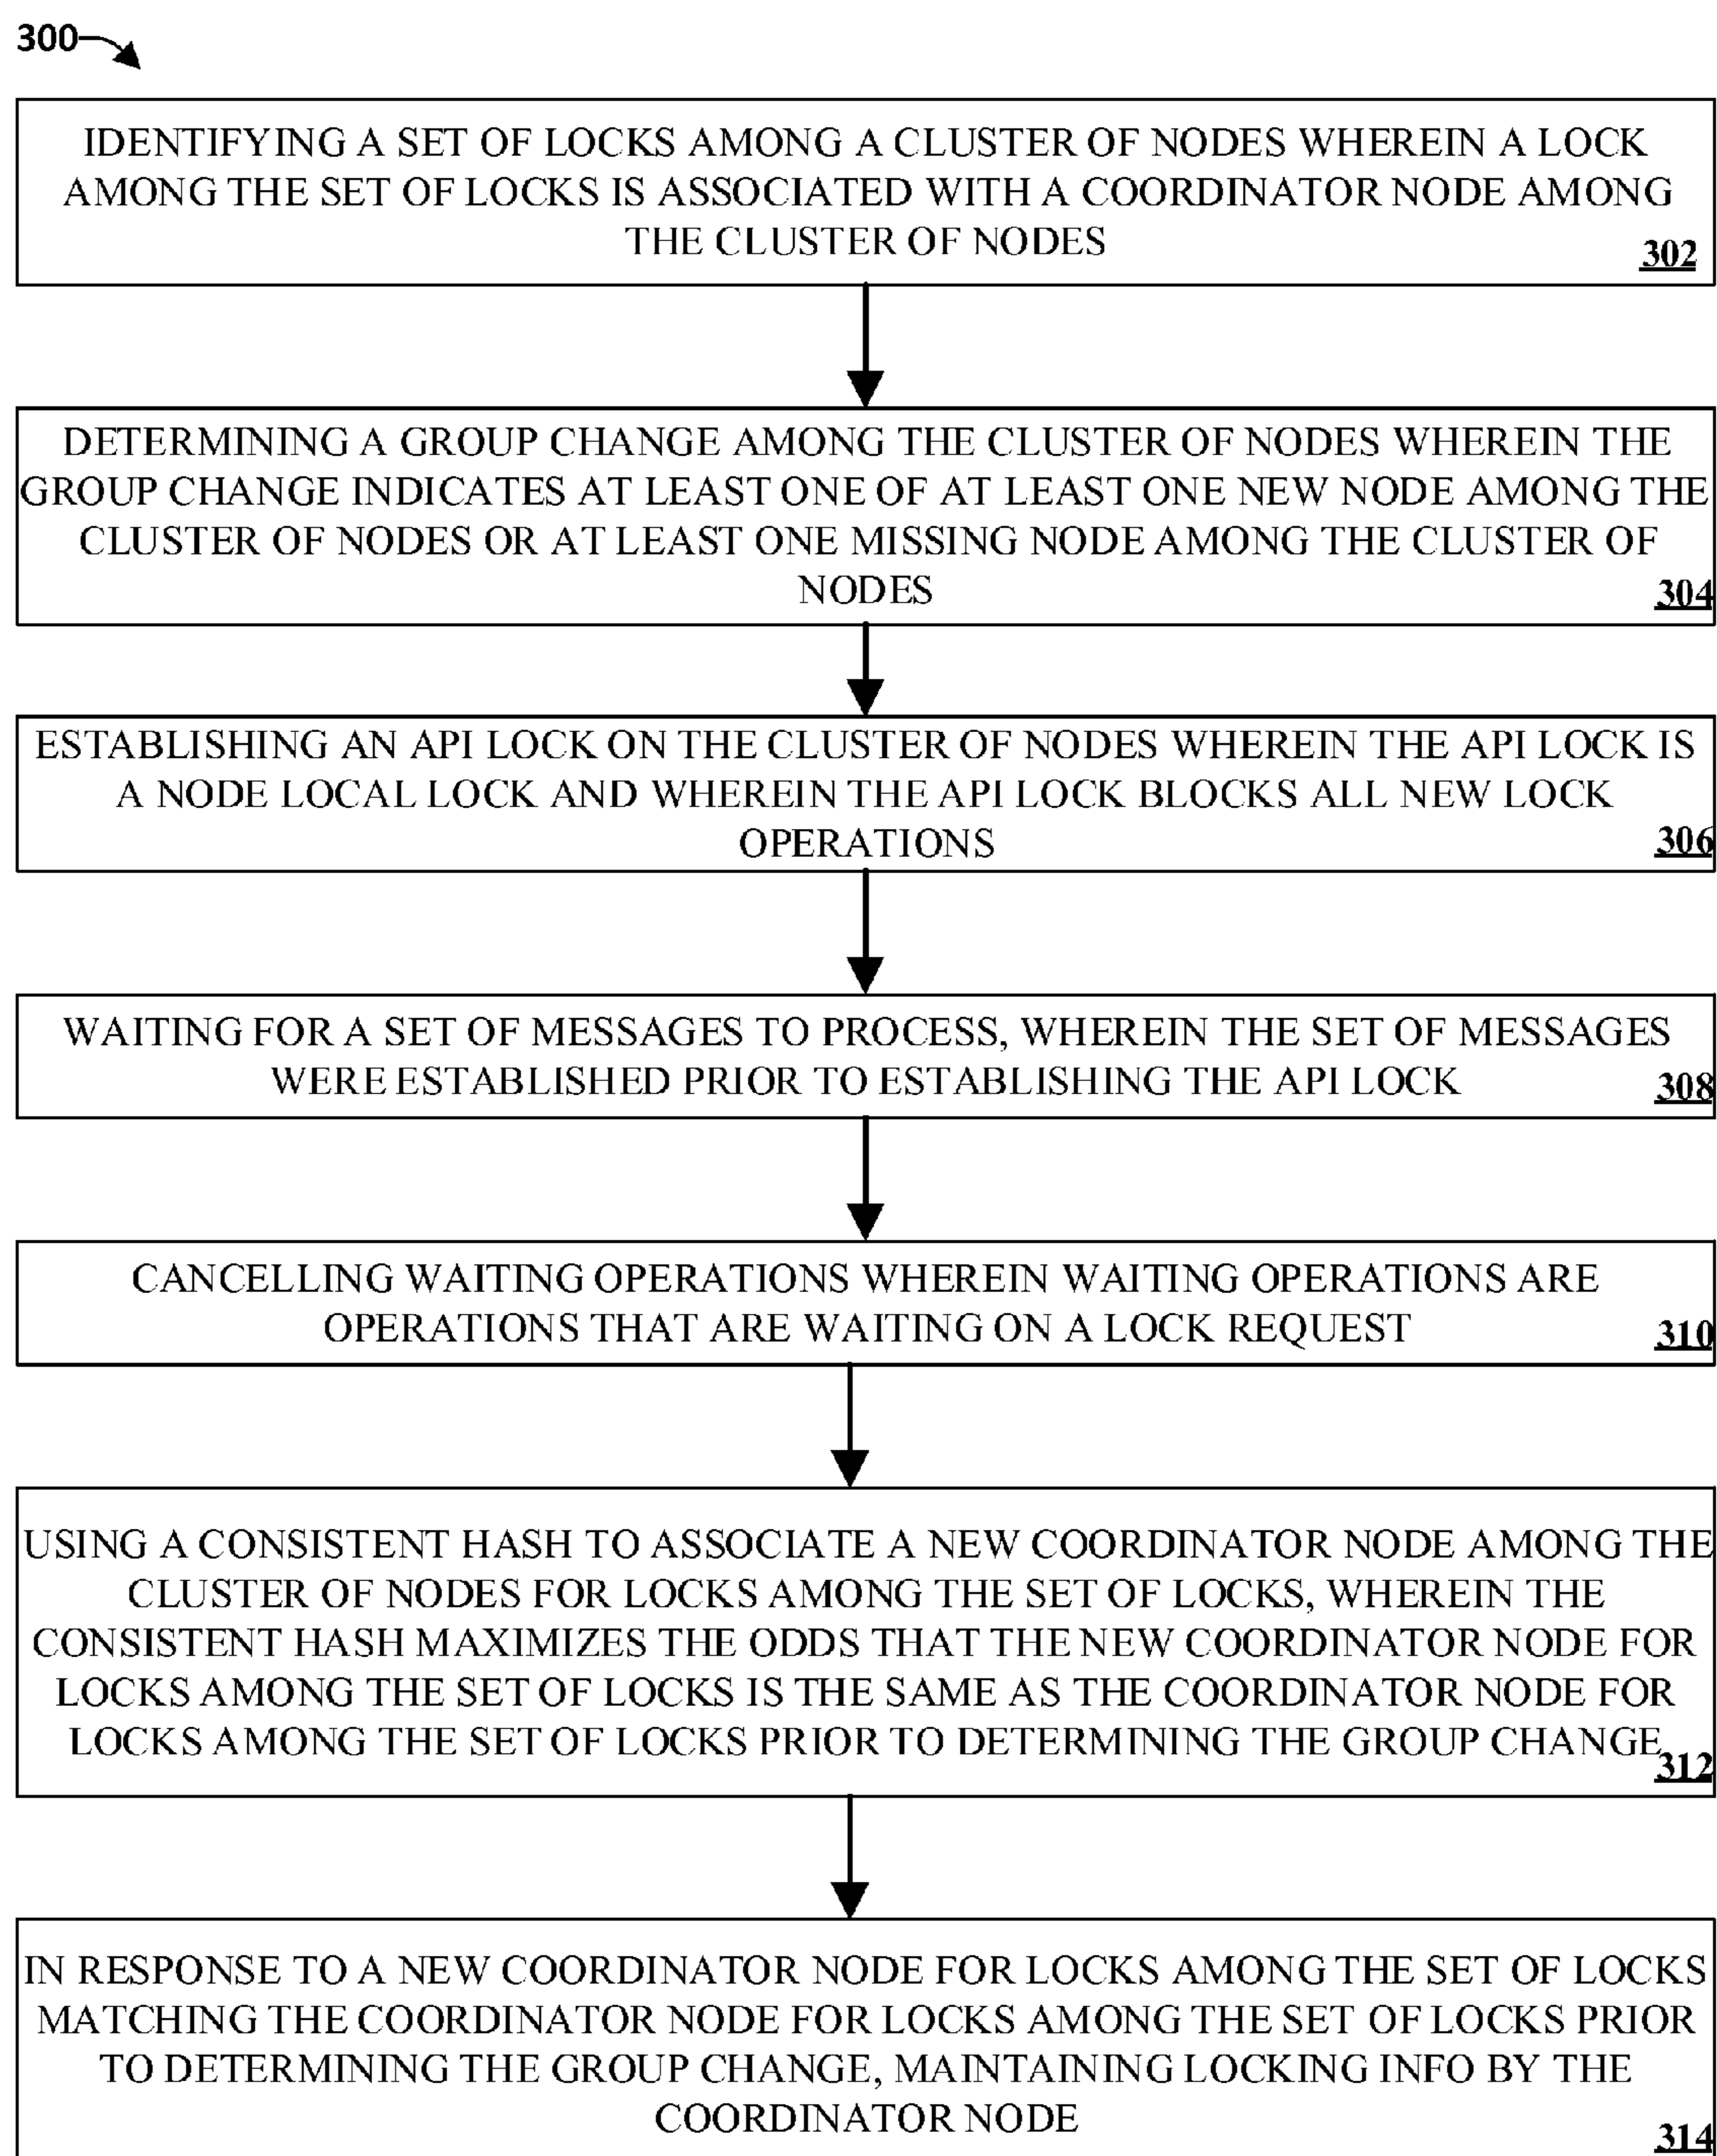 300
IDENTIFYING A SET OF LOCKS AMONG A CLUSTER OF NODES WHEREIN A LOCK
AMONG THE SET OF LOCKS IS ASSOCIATED WITH A COORDINATOR NODE AMONG
THE CLUSTER OF NODES
302
DETERMINING A GROUP CHANGE AMONG THE CLUSTER OF NODES WHEREIN THE
GROUP CHANGE INDICATES AT LEAST ONE OF AT LEAST ONE NEW NODE AMONG THE
CLUSTER OF NODES OR AT LEAST ONE MISSING NODE AMONG THE CLUSTER OF
NODES
304
ESTABLISHING AN API LOCK ON THE CLUSTER OF NODES WHEREIN THE API LOCK IS
A NODE LOCAL LOCK AND WHEREIN THE API LOCK BLOCKS ALL NEW LOCK
OPERATIONS
306
WAITING FOR A SET OF MESSAGES TO PROCESS, WHEREIN THE SET OF MESSAGES
WERE ESTABLISHED PRIOR TO ESTABLISHING THE API LOCK
308
CANCELLING WAITING OPERATIONS WHEREIN WAITING OPERATIONS ARE
OPERATIONS THAT ARE WAITING ON A LOCK REQUEST
310
USING A CONSISTENT HASH TO ASSOCIATE A NEW COORDINATOR NODE AMONG THE
CLUSTER OF NODES FOR LOCKS AMONG THE SET OF LOCKS, WHEREIN THE
CONSISTENT HASH MAXIMIZES THE ODDS THAT THE NEW COORDINATOR NODE FOR
LOCKS AMONG THE SET OF LOCKS IS THE SAME AS THE COORDINATOR NODE FOR
LOCKS AMONG THE SET OF LOCKS PRIOR TO DETERMINING THE GROUP CHANGE
312
IN RESPONSE TO A NEW COORDINATOR NODE FOR LOCKS AMONG THE SET OF LOCKS
MATCHING THE COORDINATOR NODE FOR LOCKS AMONG THE SET OF LOCKS PRIOR
TO DETERMINING THE GROUP CHANGE, MAINTAINING LOCKING INFO BY THE
COORDINATOR NODE
314